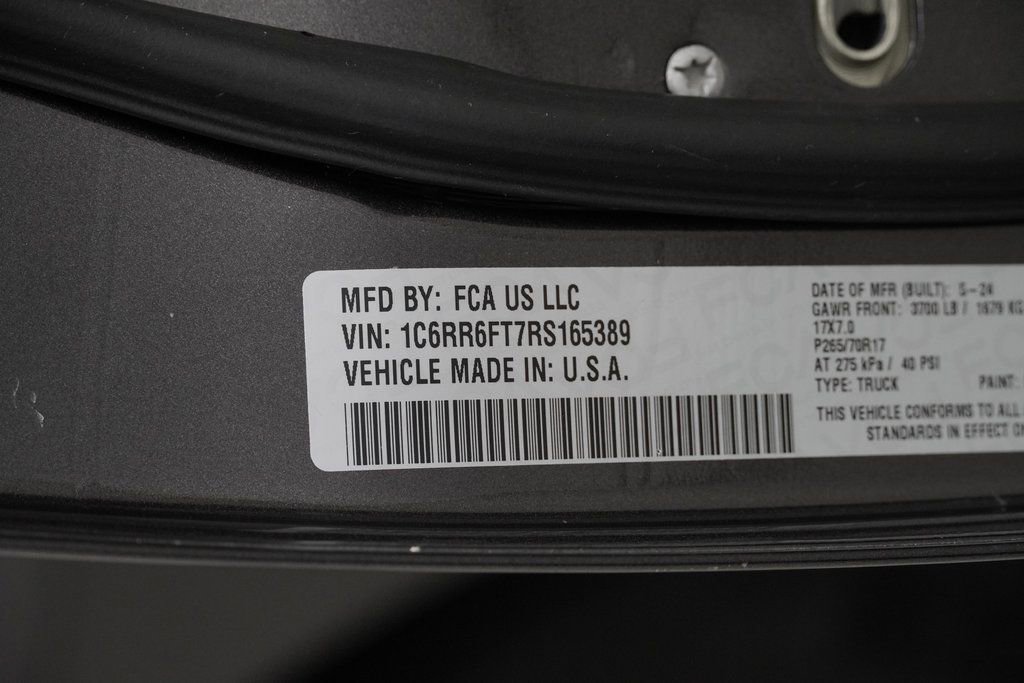 MFD BY: FCA US LLC
VIN: 1C6RR6FT7RS165389
VEHICLE MADE IN: U.S.A.
DATE OF MFR (BUILT): 5-24
GAWR FRONT: 3700 LB / 1679 KG
17X7.0
P265/70R17
AT 275 kPa / 40 PSI
TYPE: TRUCK PAINT:
THIS VEHICLE CONFORMS TO ALL
STANDARDS IN EFFECT